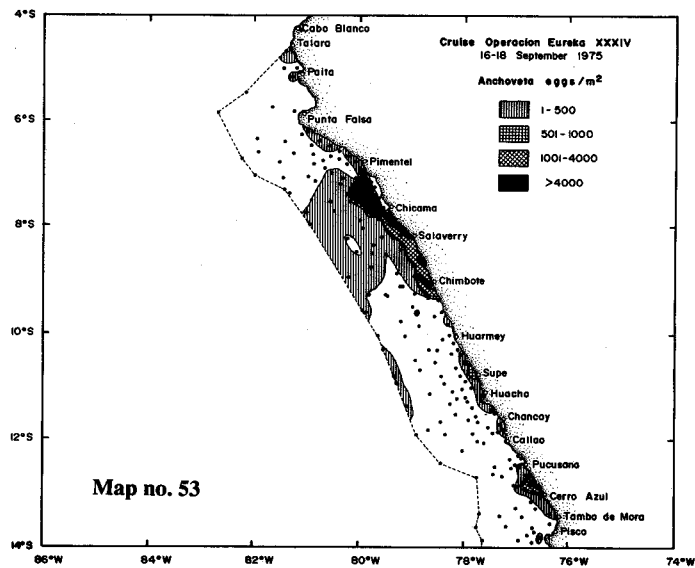 4°S
6°S
8°S
10°S
12°S
14°S
86°W
84°W
82°W
80°W
78°W
76°W
74°W
Cruise Operacion Eureka XXXIV
16-18 September 1975
Anchoveta eggs/m²
1-500
501-1000
1001-4000
>4000
Cabo Blanco
Talara
Paita
Punta Falsa
Pimentel
Chicama
Salaverry
Chimbote
Huarmey
Supe
Huacho
Chancay
Callao
Pucusana
Cerro Azul
Tambo de Mora
Pisco
Map no. 53